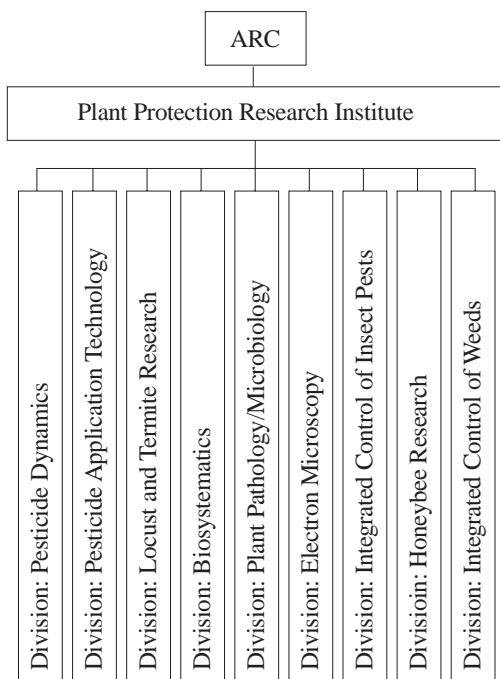 ARC
Plant Protection Research Institute
Division: Pesticide Dynamics
Division: Pesticide Application Technology
Division: Locust and Termite Research
Division: Biosystematics
Division: Plant Pathology/Microbiology
Division: Electron Microscopy
Division: Integrated Control of Insect Pests
Divisioin: Honeybee Research
Division: Integrated Control of Weeds